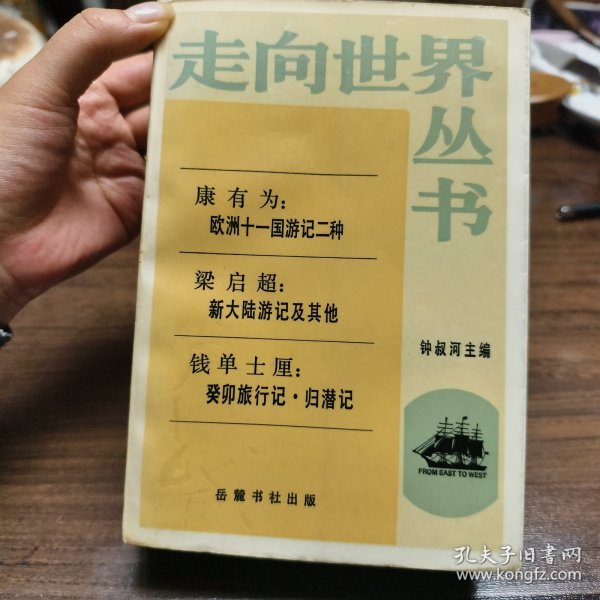 走向世界
丛书
康有为：
欧洲十一国游记二种
梁启超：
新大陆游记及其他
钱单士厘：
癸卯旅行记·归潜记
钟叔河主编
FROM EAST TO WEST
岳麓书社出版
孔夫子旧书网
www.kongfz.com